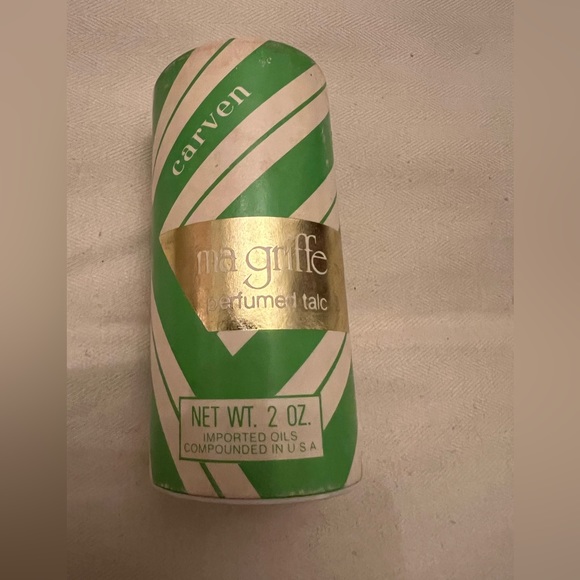 carven
ma griffe
perfumed talc
NET WT. 2 OZ.
IMPORTED OILS
COMPOUNDED IN U S A